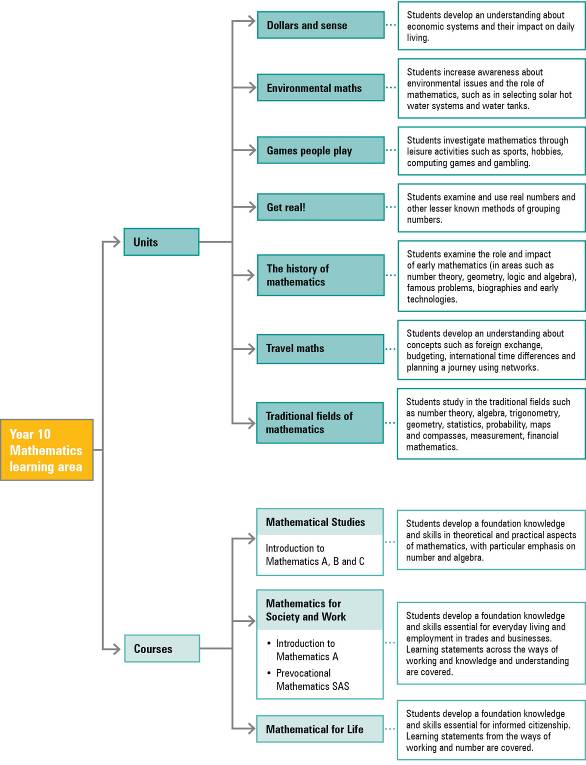 Dollars and sense
Students develop an understanding about
economic systems and their impact on daily
living.
Environmental maths
Students increase awareness about
environmental issues and the role of
mathematics, such as in selecting solar hot
water systems and water tanks.
Games people play
Students investigate mathematics through
leisure activities such as sports, hobbies,
computing games and gambling.
Get real!
Students examine and use real numbers and
other lesser known methods of grouping
numbers.
Units
The history of
mathematics
Students examine the role and impact
of early mathematics (in areas such as
number theory, geometry, logic and algebra),
famous problems, biographies and early
technologies.
Travel maths
Students develop an understanding about
concepts such as foreign exchange,
budgeting, international time differences and
planning a journey using networks.
Traditional fields of
mathematics
Students study in the traditional fields such
as number theory, algebra, trigonometry,
geometry, statistics, probability, maps
and compasses, measurement, financial
mathematics.
Year 10
Mathematics
learning area
Mathematical Studies
Introduction to
Mathematics A, B and C
Students develop a foundation knowledge
and skills in theoretical and practical aspects
of mathematics, with particular emphasis on
number and algebra.
Courses
Mathematics for
Society and Work
• Introduction to
Mathematics A
• Prevocational
Mathematics SAS
Students develop a foundation knowledge
and skills essential for everyday living and
employment in trades and businesses.
Learning statements across the ways of
working and knowledge and understanding
are covered.
Mathematical for Life
Students develop a foundation knowledge
and skills essential for informed citizenship.
Learning statements from the ways of
working and number are covered.